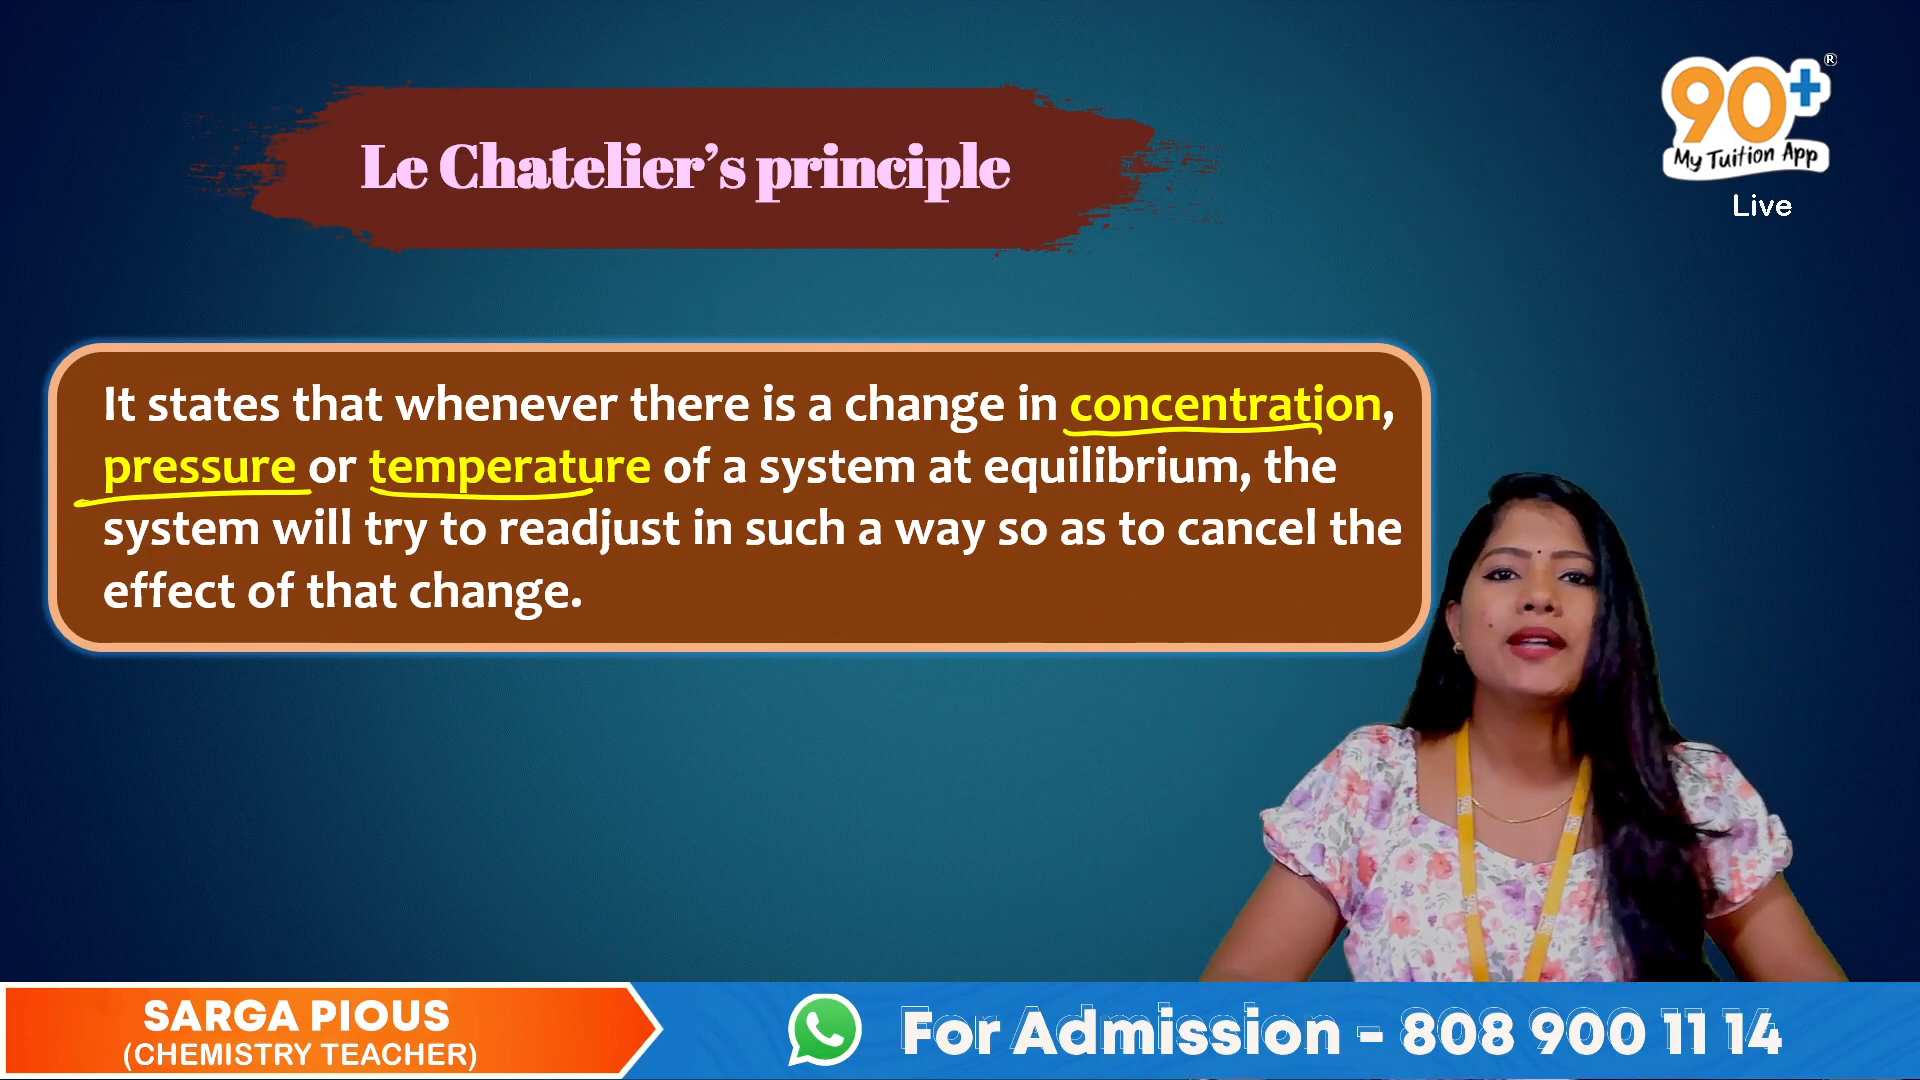 90+
®
My Tuition App
Live
Le Chatelier's principle
It states that whenever there is a change in concentration,
pressure or temperature of a system at equilibrium, the
system will try to readjust in such a way so as to cancel the
effect of that change.
SARGA PIOUS
(CHEMISTRY TEACHER)
For Admission - 808 900 11 14